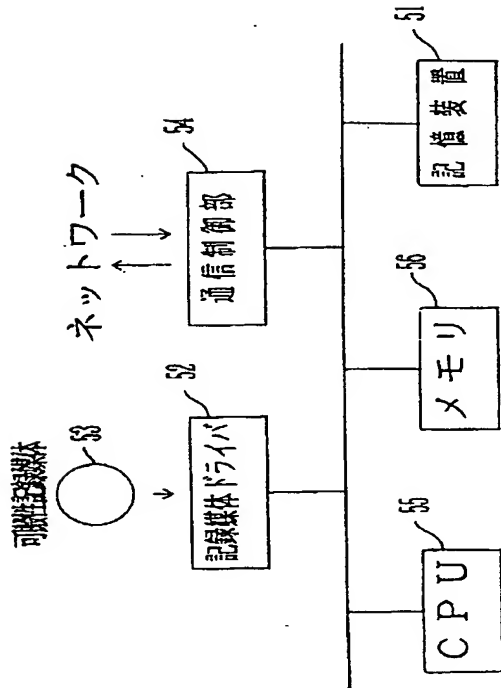 ネットワーク
54
通信制御部
可搬性記録媒体
53
52
記録媒体ドライバ
51
記憶装置
56
メモリ
55
CPU